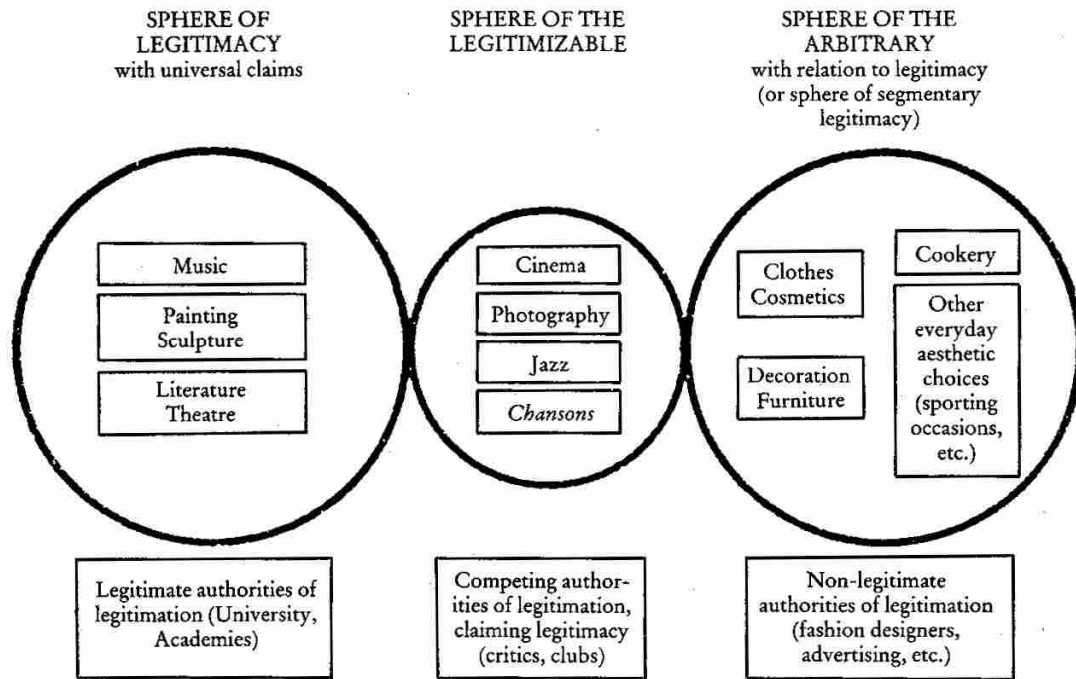 SPHERE OF
LEGITIMACY
with universal claims
SPHERE OF THE
LEGITIMIZABLE
SPHERE OF THE
ARBITRARY
with relation to legitimacy
(or sphere of segmentary
legitimacy)
Music
Painting
Sculpture
Literature
Theatre
Cinema
Photography
Jazz
Chansons
Clothes
Cosmetics
Decoration
Furniture
Cookery
Other
everyday
aesthetic
choices
(sporting
occasions,
etc.)
Legitimate authorities of
legitimation (University,
Academies)
Competing author-
ities of legitimation,
claiming legitimacy
(critics, clubs)
Non-legitimate
authorities of legitimation
(fashion designers,
advertising, etc.)